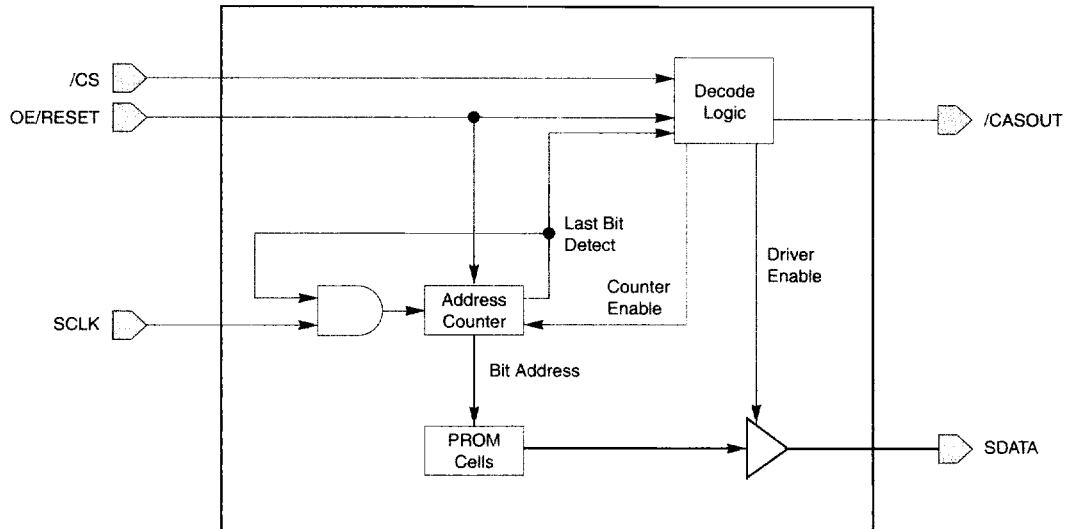 /CS
OE/RESET
Decode
Logic
/CASOUT
Last Bit
Detect
Driver
Enable
Counter
Enable
SCLK
Address
Counter
Bit Address
PROM
Cells
SDATA